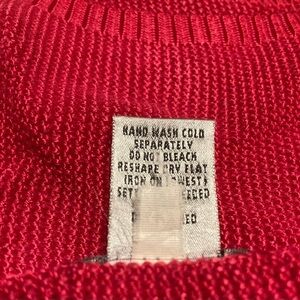 HAND WASH COLD
SEPARATELY
DO NOT BLEACH
RESHAPE DRY FLAT
IRON ON LOWEST